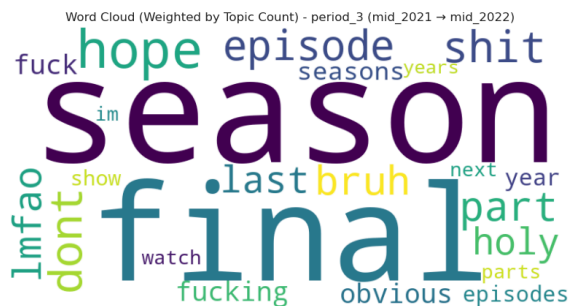 Word Cloud (Weighted by Topic Count) - period_3 (mid_2021 → mid_2022)
hope
episode
shit
fuck
seasons
years
season
im
lmfao
dont
show
last
bruh
next
year
final
part
holy
watch
fucking
obvious
parts
episodes